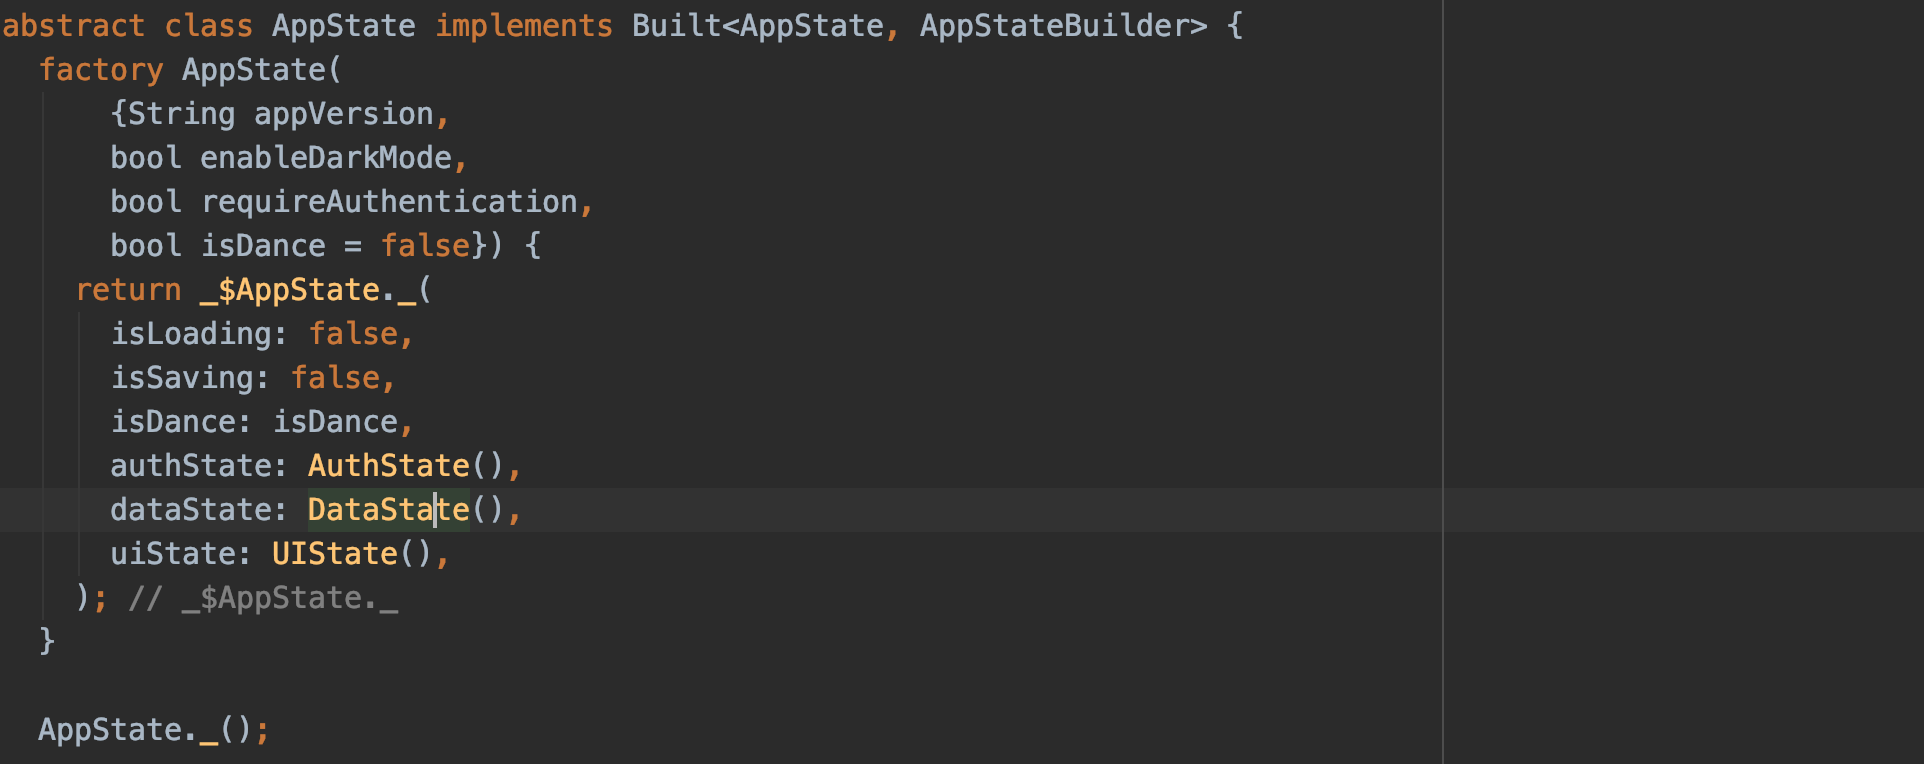 abstract class AppState implements Built<AppState, AppStateBuilder> {
  factory AppState(
      {String appVersion,
      bool enableDarkMode,
      bool requireAuthentication,
      bool isDance = false}) {
    return _$AppState._(
      isLoading: false,
      isSaving: false,
      isDance: isDance,
      authState: AuthState(),
      dataState: DataState(),
      uiState: UIState(),
    ); // _$AppState._
  }

  AppState._();